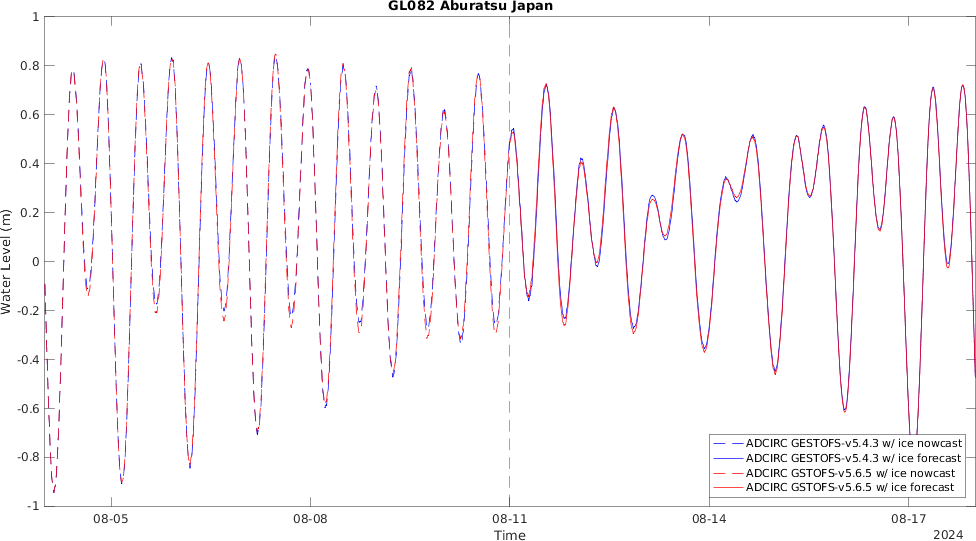 GL082 Aburatsu Japan
1
0.8
0.6
0.4
0.2
0
-0.2
-0.4
-0.6
-0.8
-1
Water Level (m)
08-05
08-08
08-11
08-14
08-17
Time
2024
ADCIRC GESTOFS-v5.4.3 w/ ice nowcast
ADCIRC GESTOFS-v5.4.3 w/ ice forecast
ADCIRC GSTOFS-v5.6.5 w/ ice nowcast
ADCIRC GSTOFS-v5.6.5 w/ ice forecast